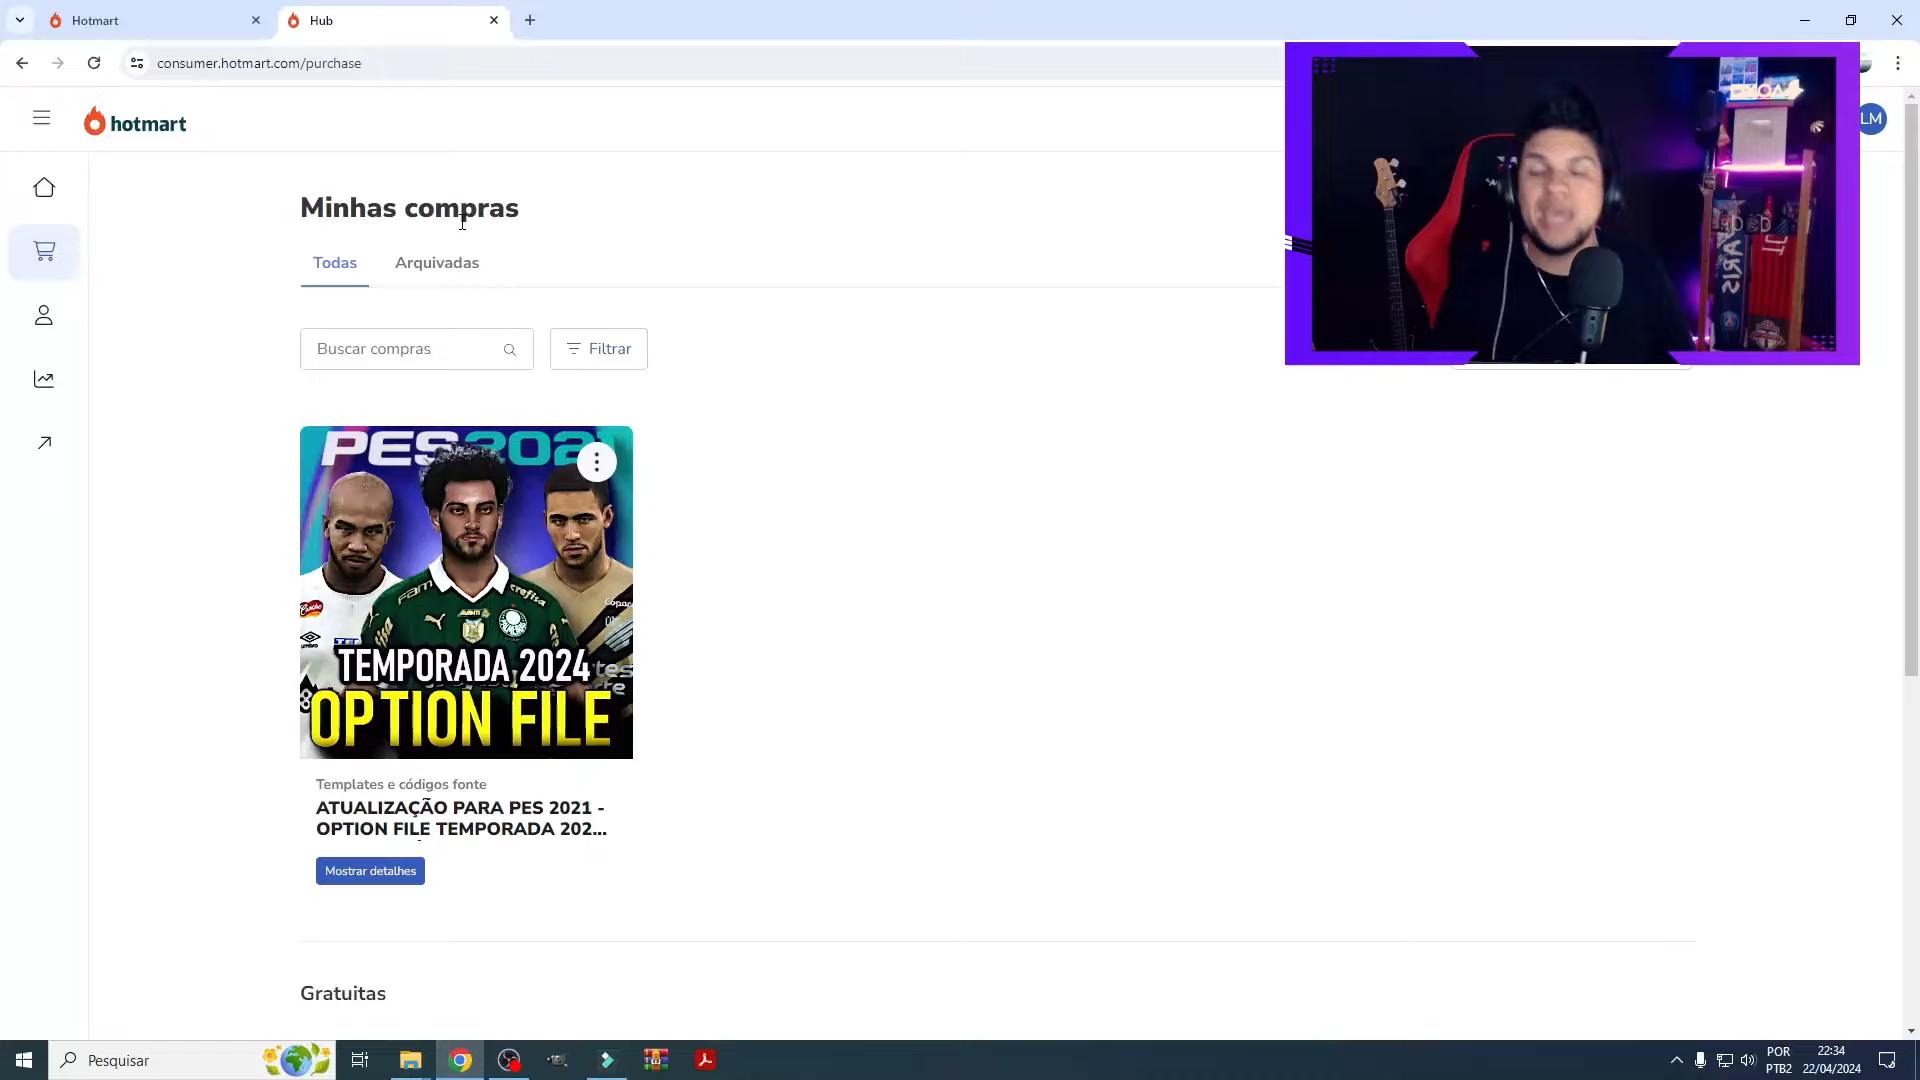 Hotmart
Hub
consumer.hotmart.com/purchase
hotmart
LM
Minhas compras
Todas
Arquivadas
Buscar compras
Filtrar
PES 2021
TEMPORADA 2024
OPTION FILE
Templates e códigos fonte
ATUALIZAÇÃO PARA PES 2021 -
OPTION FILE TEMPORADA 202...
Mostrar detalhes
Gratuitas
Pesquisar
POR
PTB2
22:34
22/04/2024